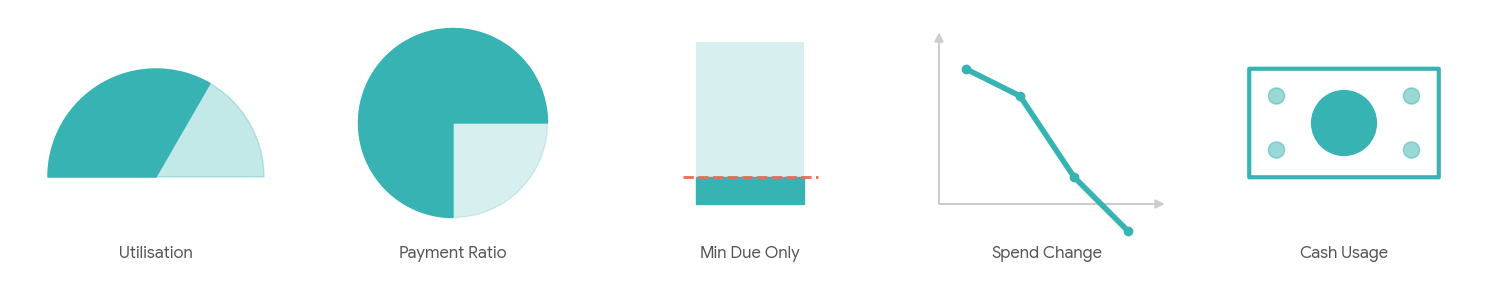 Utilisation
Payment Ratio
Min Due Only
Spend Change
Cash Usage